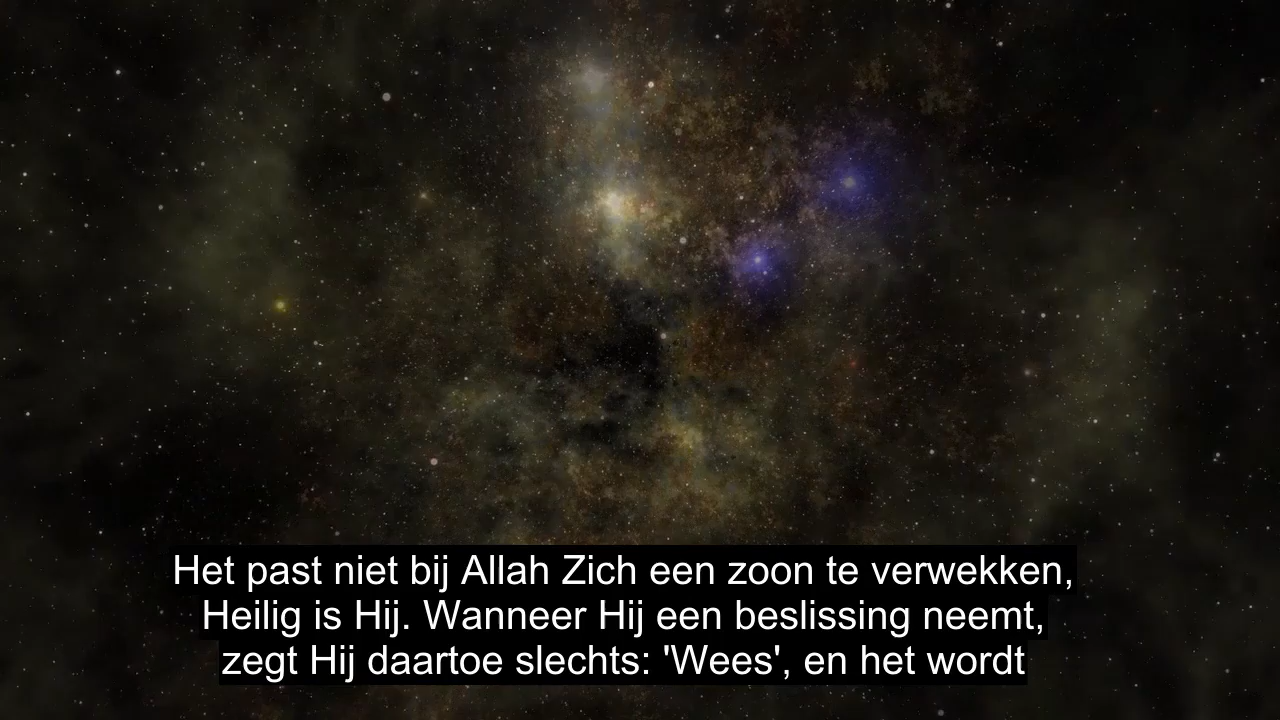 Het past niet bij Allah Zich een zoon te verwekken,
Heilig is Hij. Wanneer Hij een beslissing neemt,
zegt Hij daartoe slechts: 'Wees', en het wordt